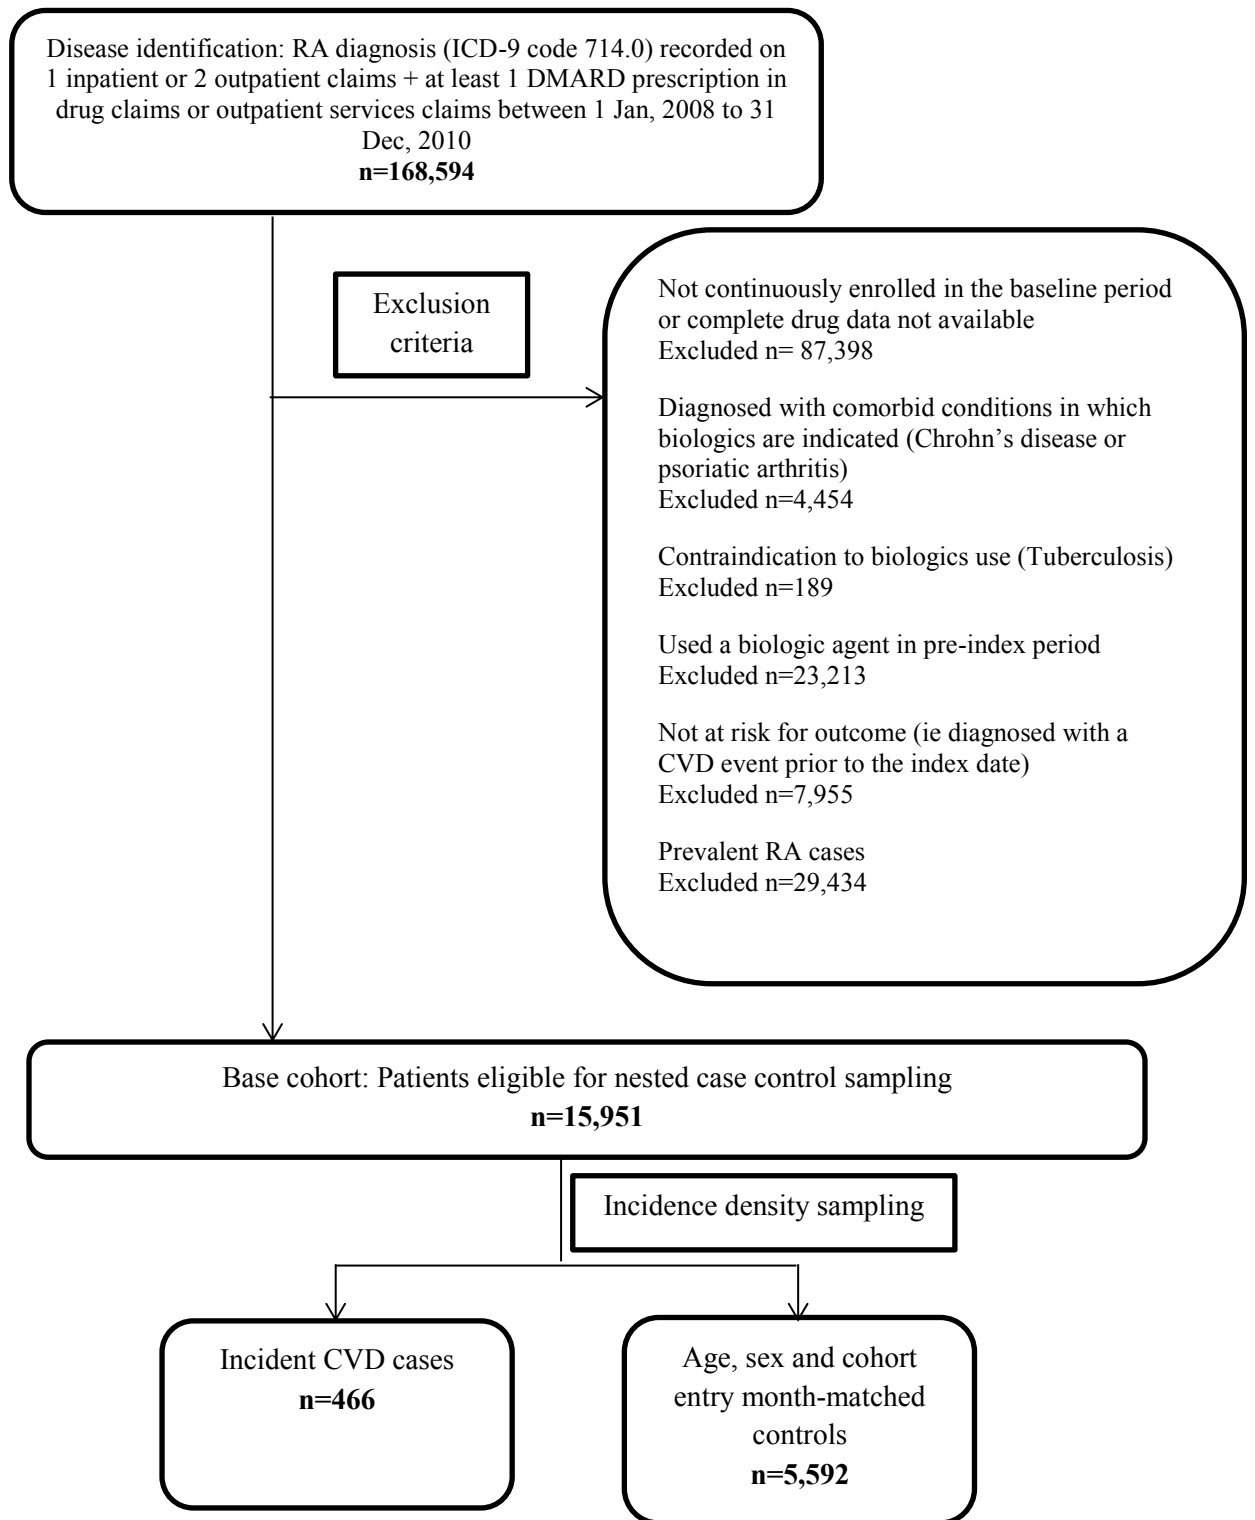 Disease identification: RA diagnosis (ICD-9 code 714.0) recorded on
1 inpatient or 2 outpatient claims + at least 1 DMARD prescription in
drug claims or outpatient services claims between 1 Jan, 2008 to 31
Dec, 2010
n=168,594
Exclusion
criteria
Not continuously enrolled in the baseline period
or complete drug data not available
Excluded n= 87,398
Diagnosed with comorbid conditions in which
biologics are indicated (Chrohn’s disease or
psoriatic arthritis)
Excluded n=4,454
Contraindication to biologics use (Tuberculosis)
Excluded n=189
Used a biologic agent in pre-index period
Excluded n=23,213
Not at risk for outcome (ie diagnosed with a
CVD event prior to the index date)
Excluded n=7,955
Prevalent RA cases
Excluded n=29,434
Base cohort: Patients eligible for nested case control sampling
n=15,951
Incidence density sampling
Incident CVD cases
n=466
Age, sex and cohort
entry month-matched
controls
n=5,592